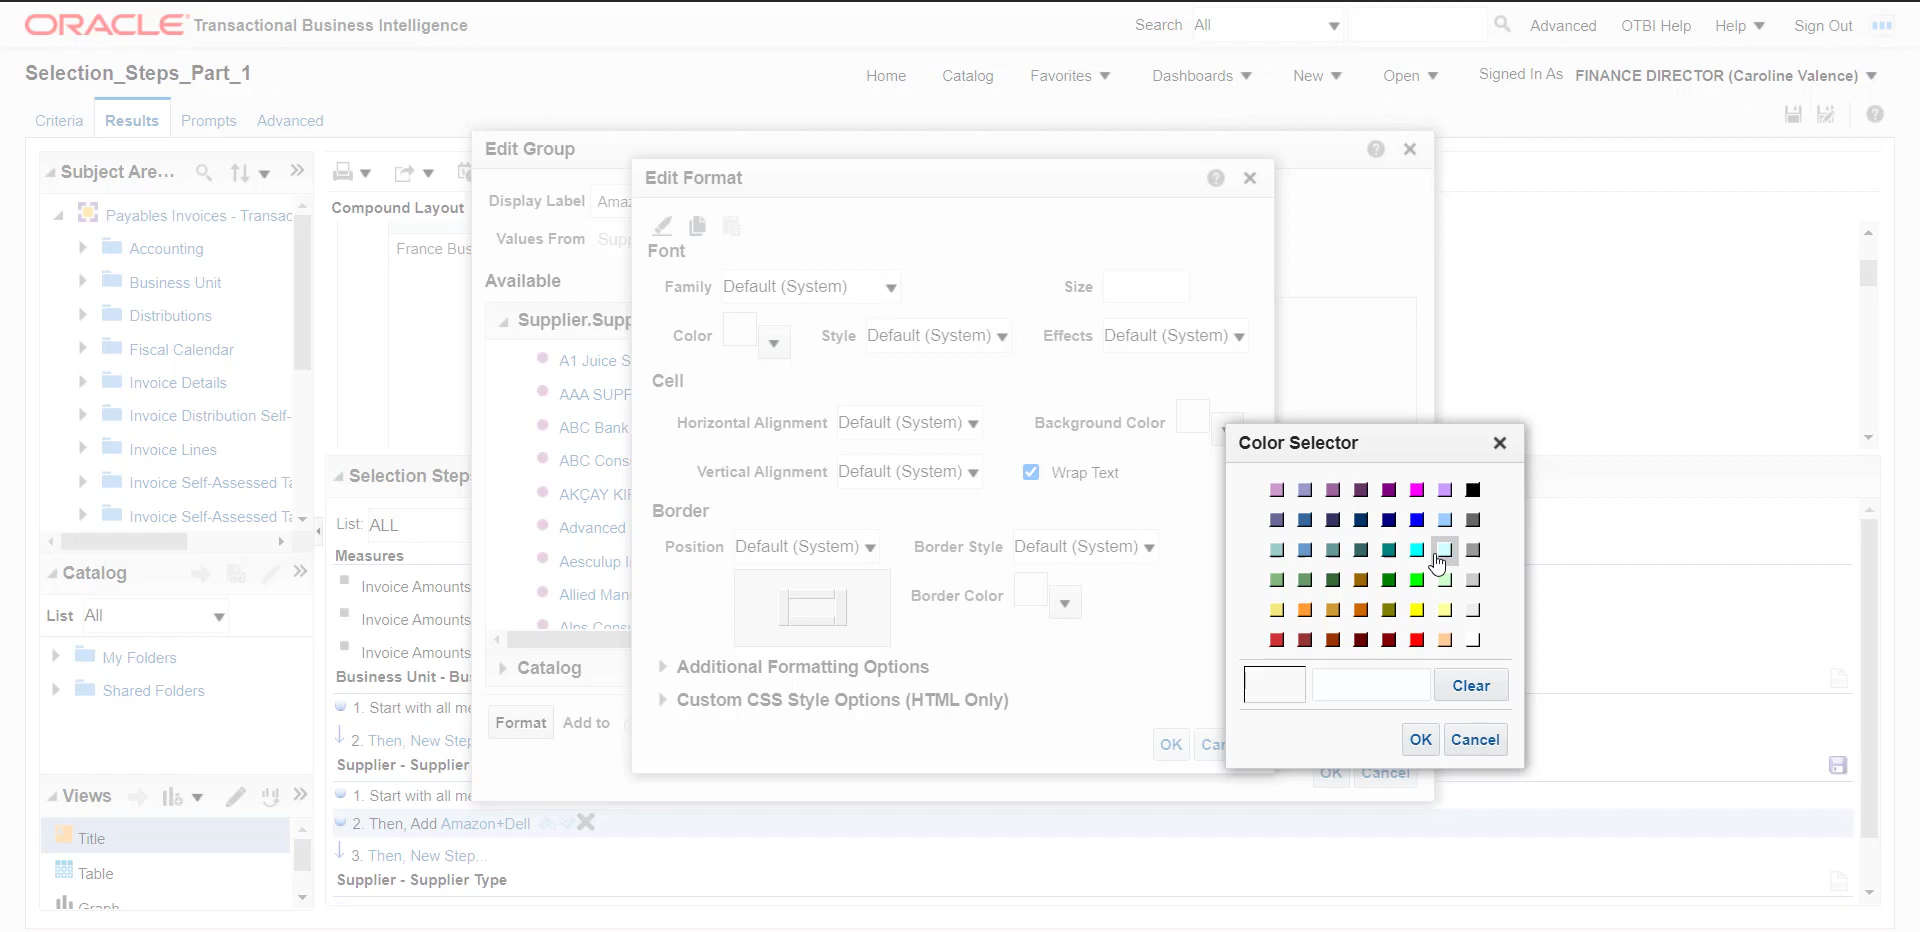 ORACLE Transactional Business Intelligence
Search All
Advanced OTBI Help Help Sign Out
Selection_Steps_Part_1
Home Catalog Favorites Dashboards New Open Signed In As FINANCE DIRECTOR (Caroline Valence)
Criteria Results Prompts Advanced
Subject Are...
Payables Invoices - Transac
Accounting
Business Unit
Distributions
Fiscal Calendar
Invoice Details
Invoice Distribution Self-
Invoice Lines
Invoice Self-Assessed Ta
Invoice Self-Assessed Ta
Catalog
List All
My Folders
Shared Folders
Views
Title
Table
Graph
Compound Layout
France Bus
Selection Step
List: ALL
Measures
Invoice Amounts
Invoice Amounts
Invoice Amounts
Business Unit - Bu
1. Start with all me
2. Then, New Step
Supplier - Supplier
1. Start with all me
2. Then, Add Amazon+Dell
3. Then, New Step...
Supplier - Supplier Type
Edit Group
Display Label Amaz
Values From Supp
Available
Supplier.Supp
A1 Juice S
AAA SUPP
ABC Bank
ABC Cons
AKÇAY KI
Advanced
Aesculup I
Allied Man
Alps Consu
Catalog
Format Add to
OK Cancel
Edit Format
Font
Family Default (System) Size
Color Style Default (System) Effects Default (System)
Cell
Horizontal Alignment Default (System) Background Color
Vertical Alignment Default (System) Wrap Text
Border
Position Default (System) Border Style Default (System)
Border Color
Additional Formatting Options
Custom CSS Style Options (HTML Only)
OK Can
Color Selector
Clear
OK Cancel